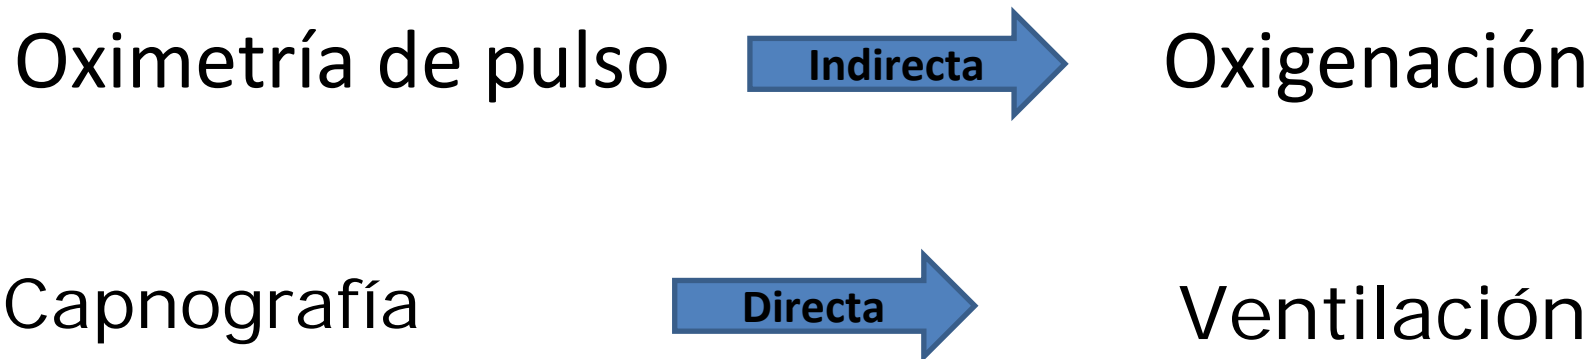 Oximetría de pulso Indirecta Oxigenación
Capnografía Directa Ventilación